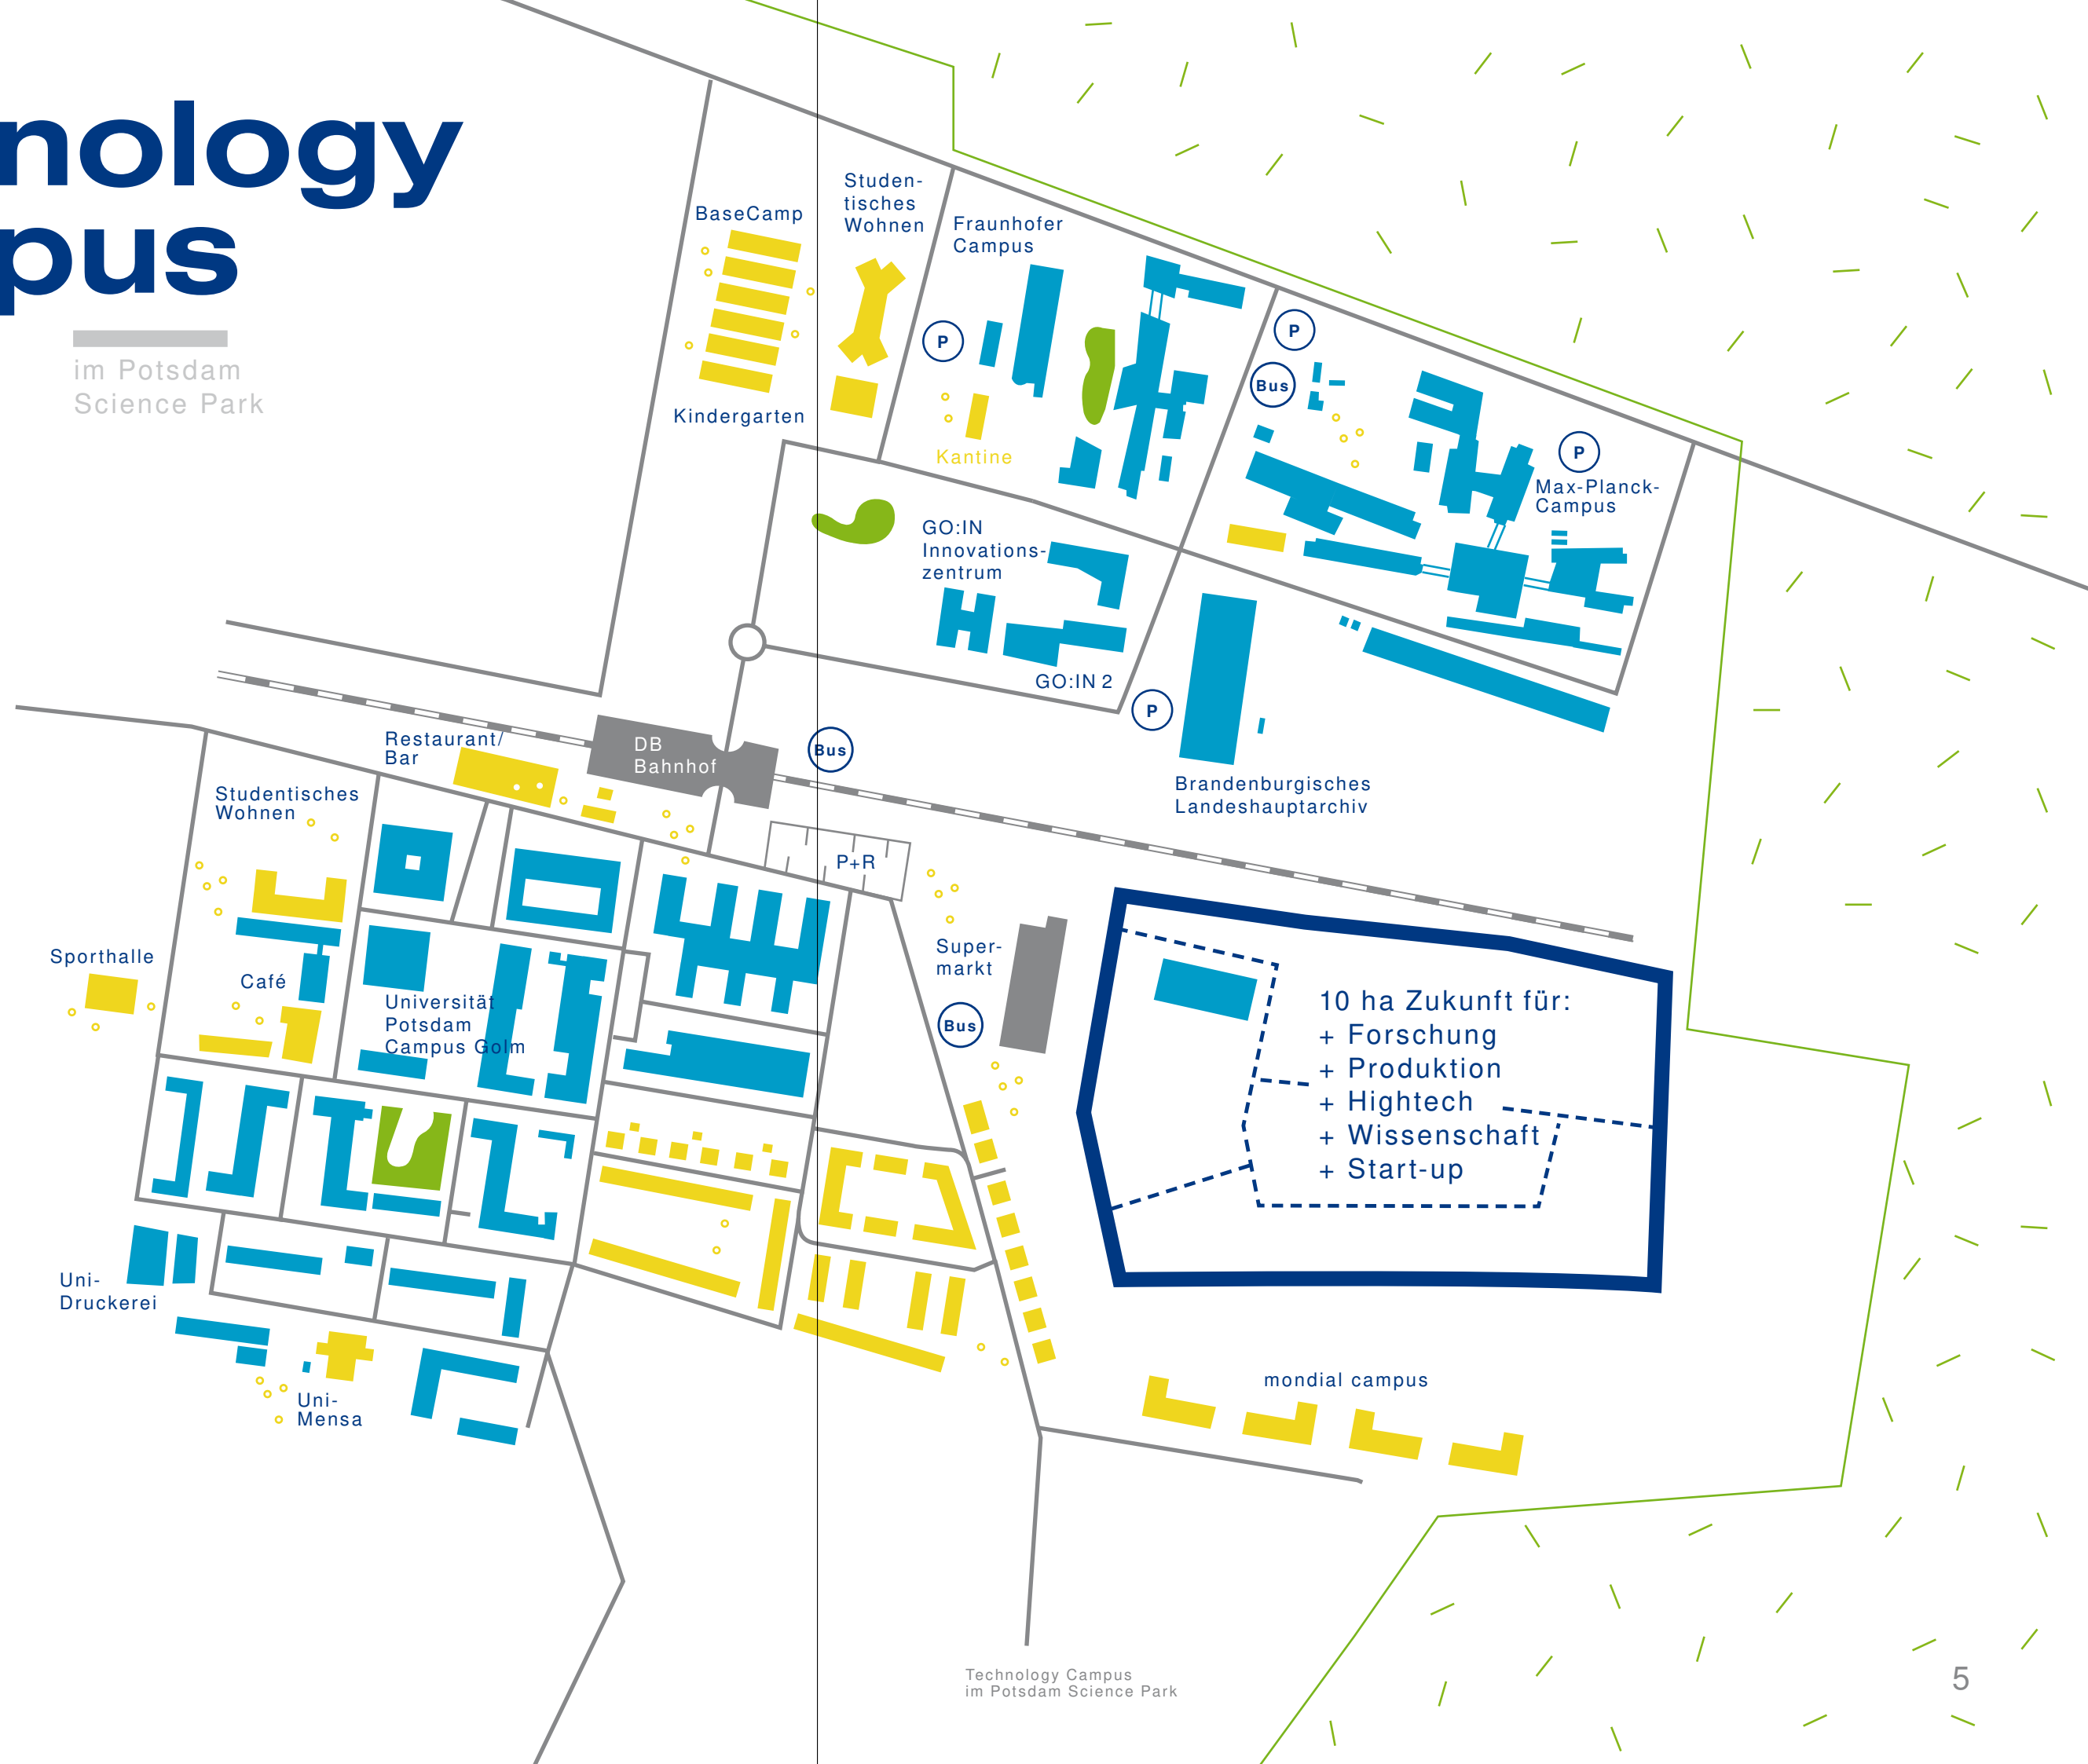 nology
pus
im Potsdam
Science Park
BaseCamp
Studen-
tisches
Wohnen
Fraunhofer
Campus
P
P
Bus
Kindergarten
Kantine
P
Max-Planck-
Campus
GO:IN
Innovations-
zentrum
GO:IN 2
P
Restaurant/
Bar
DB
Bahnhof
Bus
Brandenburgisches
Landeshauptarchiv
Studentisches
Wohnen
P+R
Sporthalle
Café
Super-
markt
Universität
Potsdam
Campus Golm
Bus
10 ha Zukunft für:
+ Forschung
+ Produktion
+ Hightech
+ Wissenschaft
+ Start-up
Uni-
Druckerei
Uni-
Mensa
mondial campus
Technology Campus
im Potsdam Science Park
5